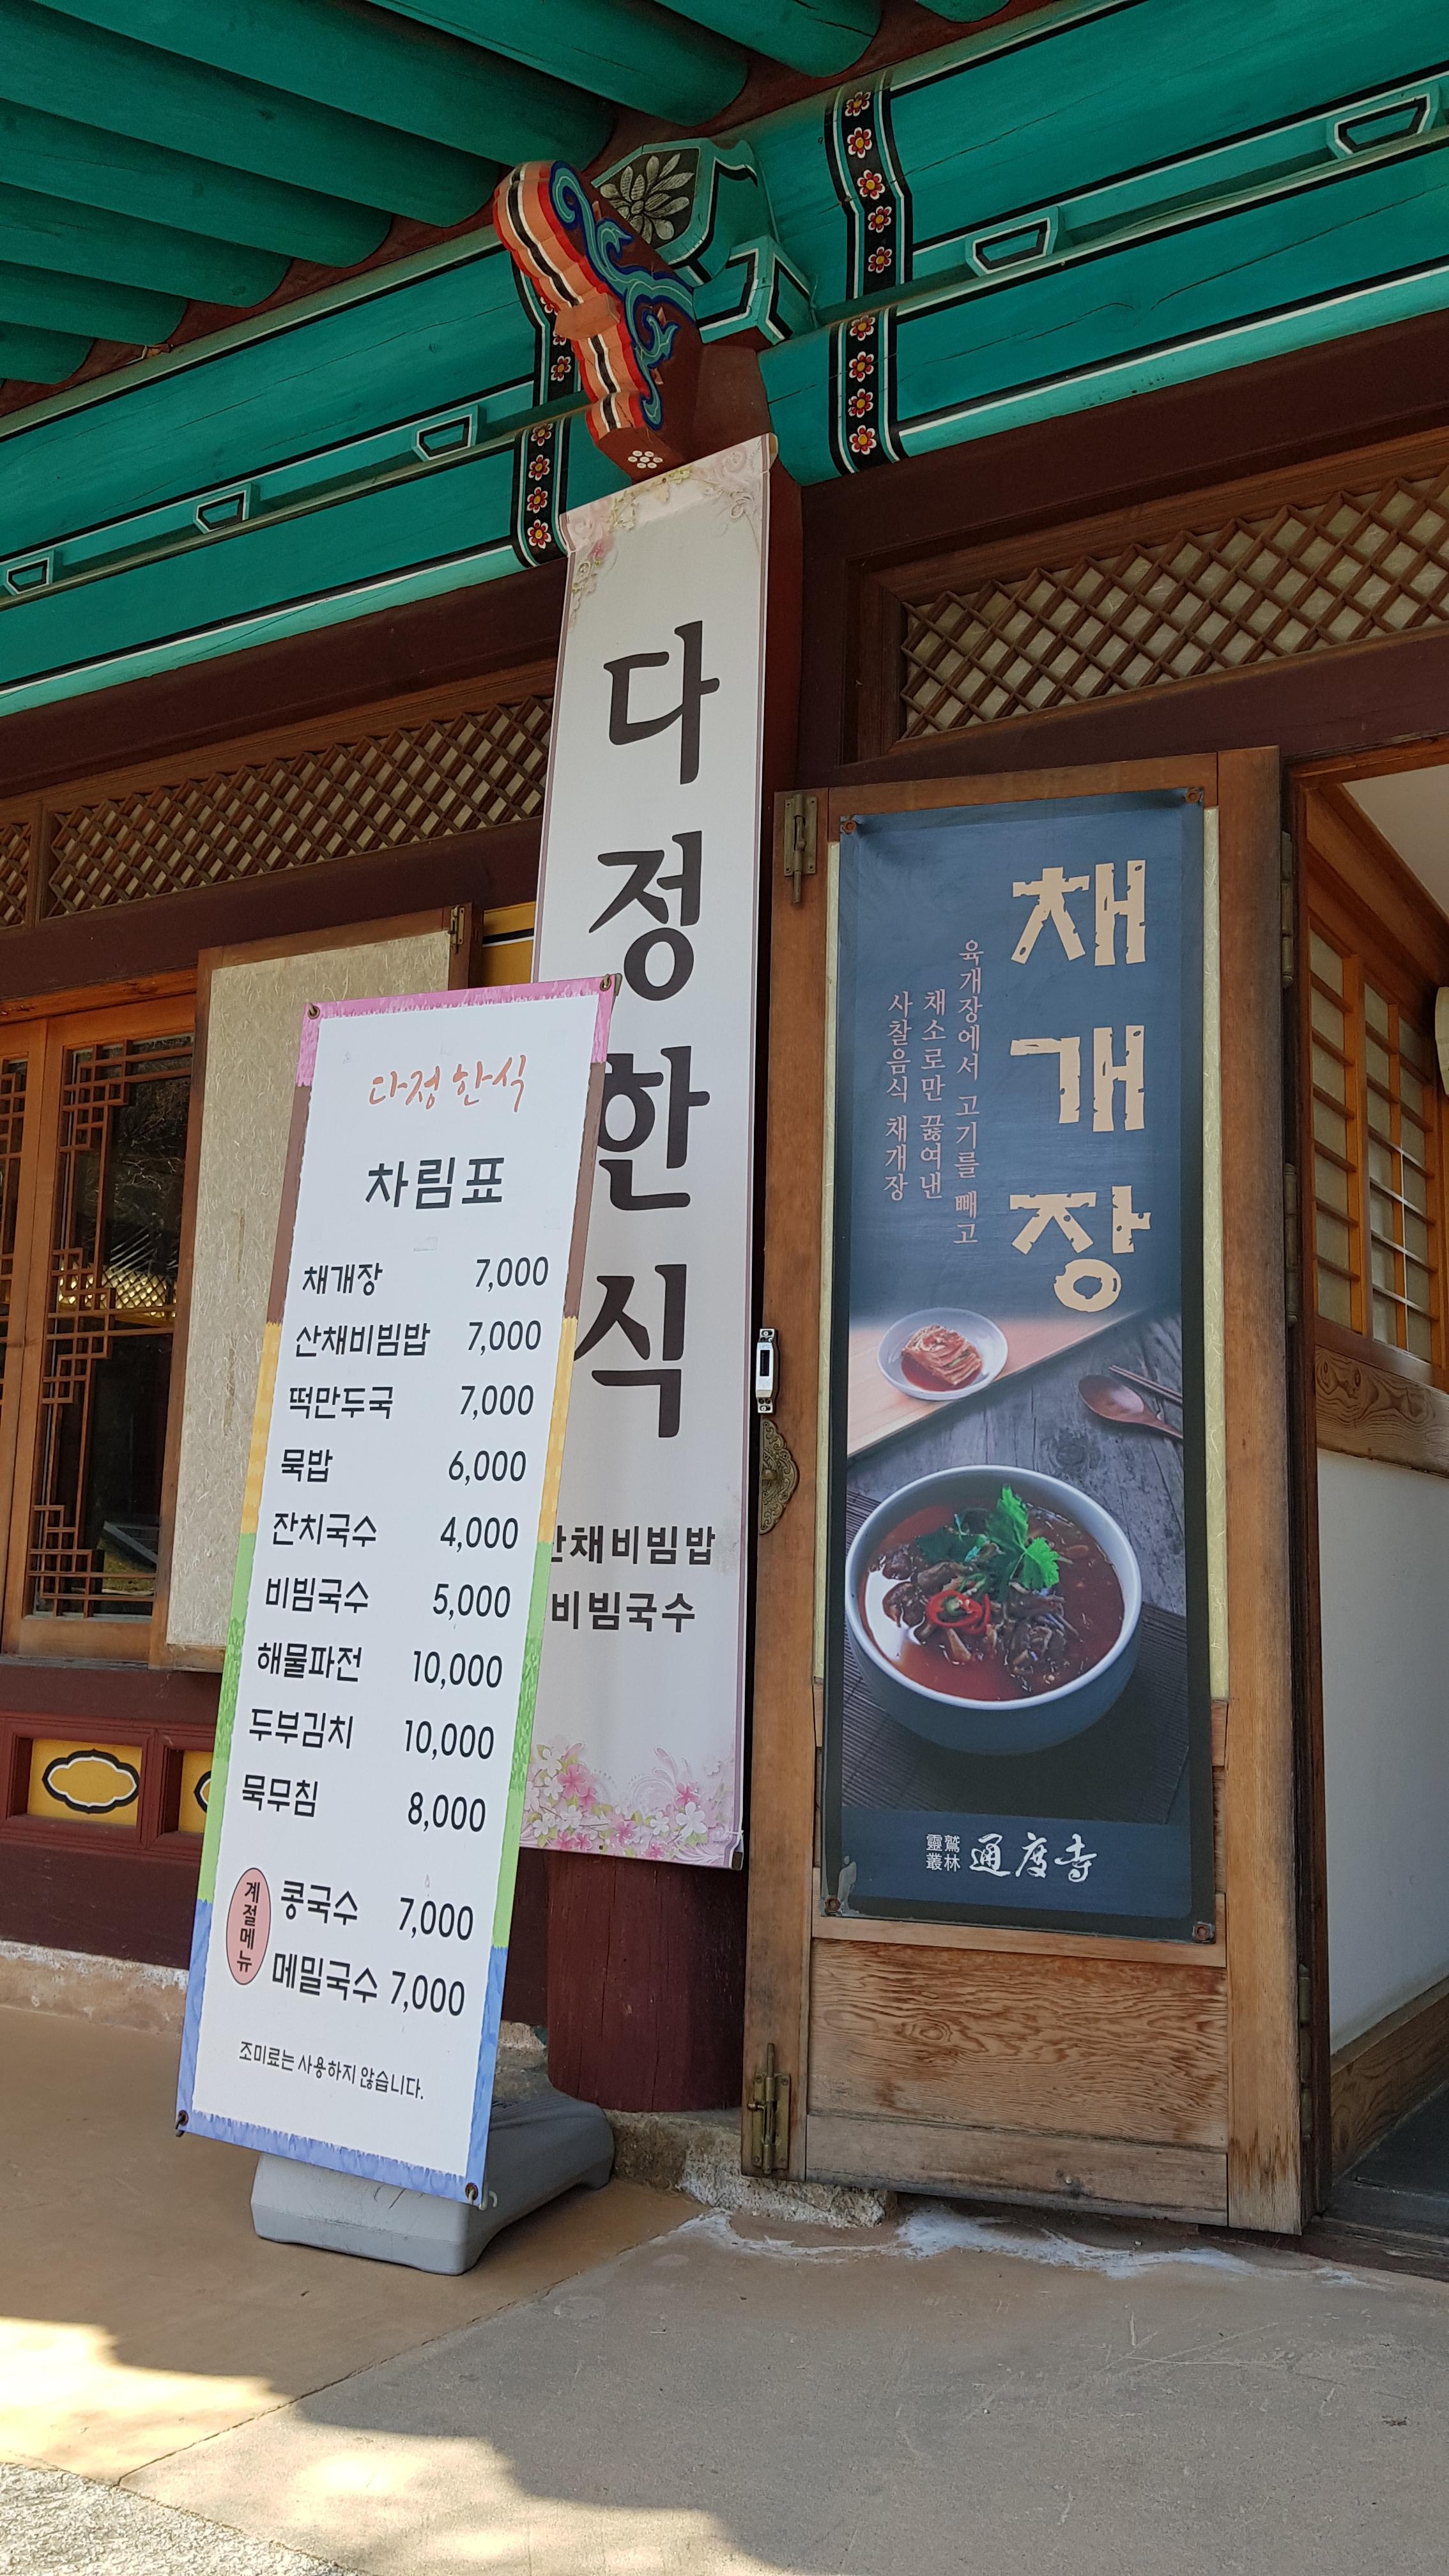 다정한식
차림표
채개장 7,000
산채비빔밥 7,000
떡만두국 7,000
묵밥 6,000
잔치국수 4,000
비빔국수 5,000
해물파전 10,000
두부김치 10,000
묵무침 8,000
계절메뉴
콩국수 7,000
메밀국수 7,000
조미료는 사용하지 않습니다.
다정한식
산채비빔밥
비빔국수
채개장
육개장에서 고기를 빼고
채소로만 끓여낸
사찰음식 채개장
靈鷲
叢林
通度寺